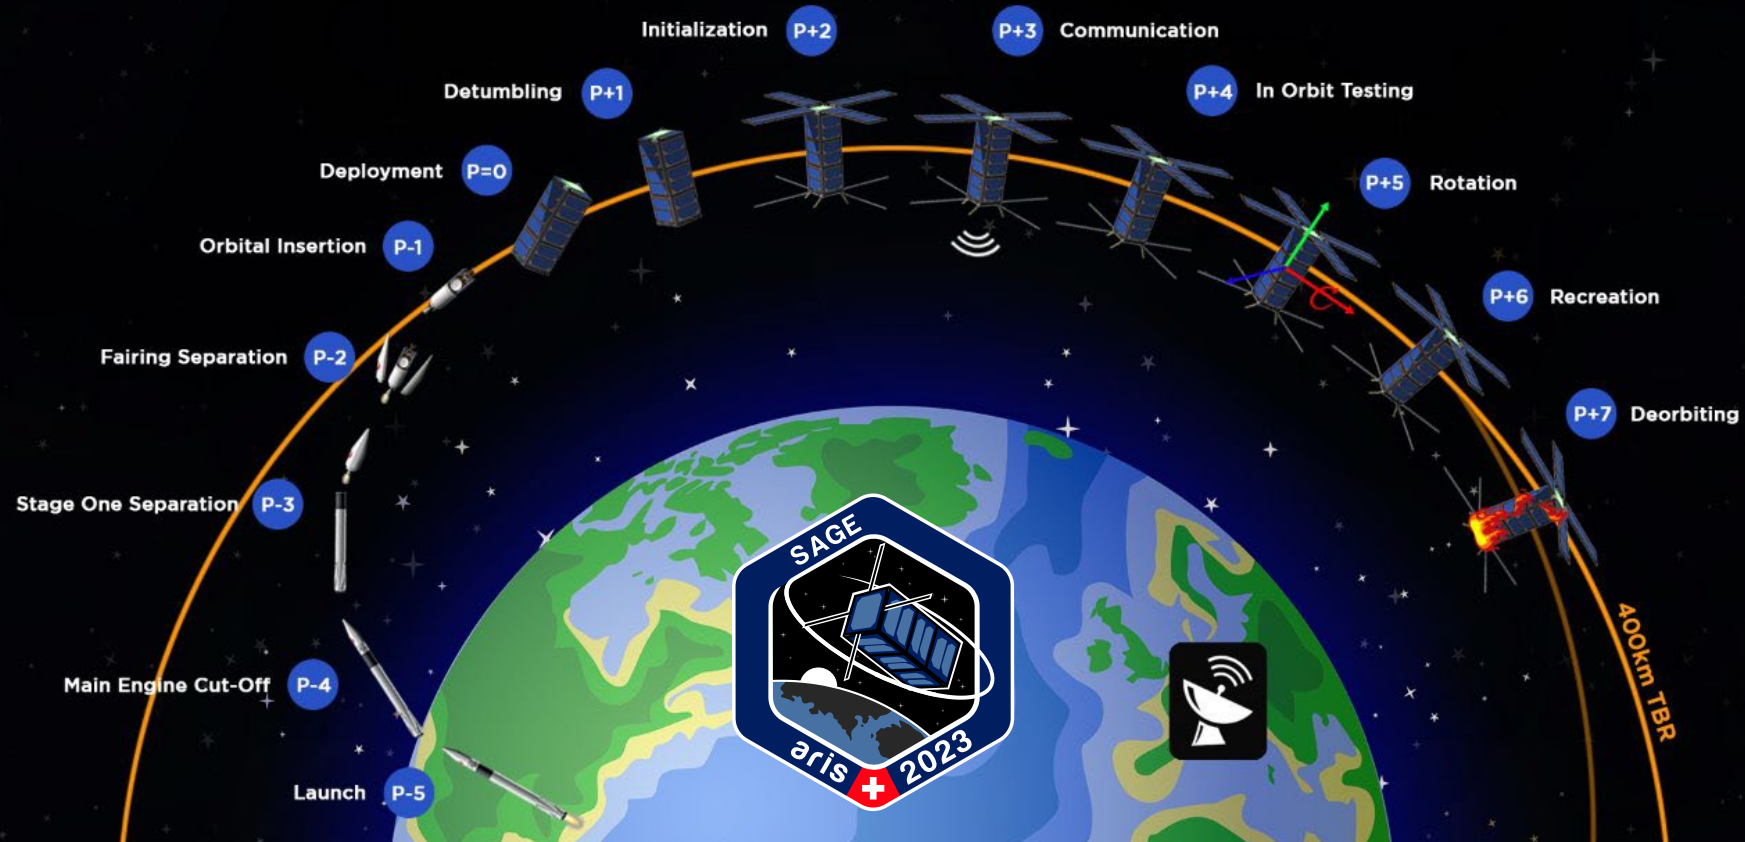 Initialization P+2
P+3 Communication
Detumbling P+1
P+4 In Orbit Testing
Deployment P=0
P+5 Rotation
Orbital Insertion P-1
P+6 Recreation
Fairing Separation P-2
P+7 Deorbiting
Stage One Separation P-3
SAGE
400km TBR
Main Engine Cut-Off P-4
aris 2023
Launch P-5